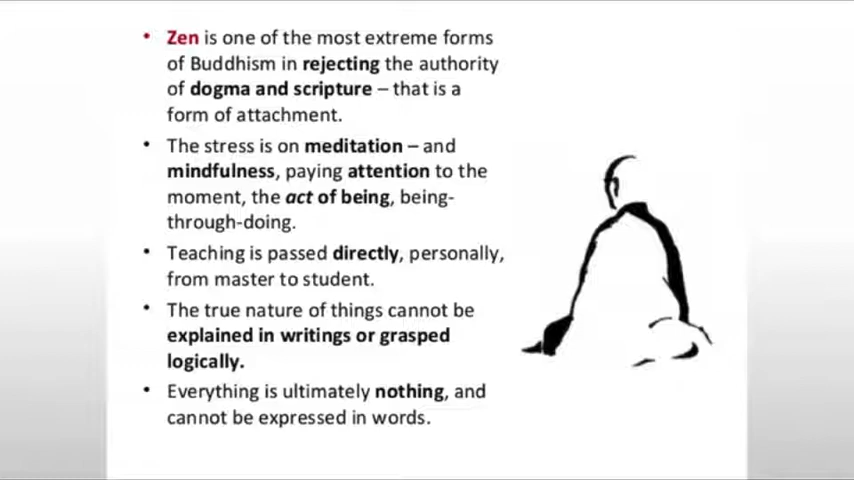 • Zen is one of the most extreme forms
of Buddhism in rejecting the authority
of dogma and scripture – that is a
form of attachment.
• The stress is on meditation – and
mindfulness, paying attention to the
moment, the act of being, being-
through-doing.
• Teaching is passed directly, personally,
from master to student.
• The true nature of things cannot be
explained in writings or grasped
logically.
• Everything is ultimately nothing, and
cannot be expressed in words.